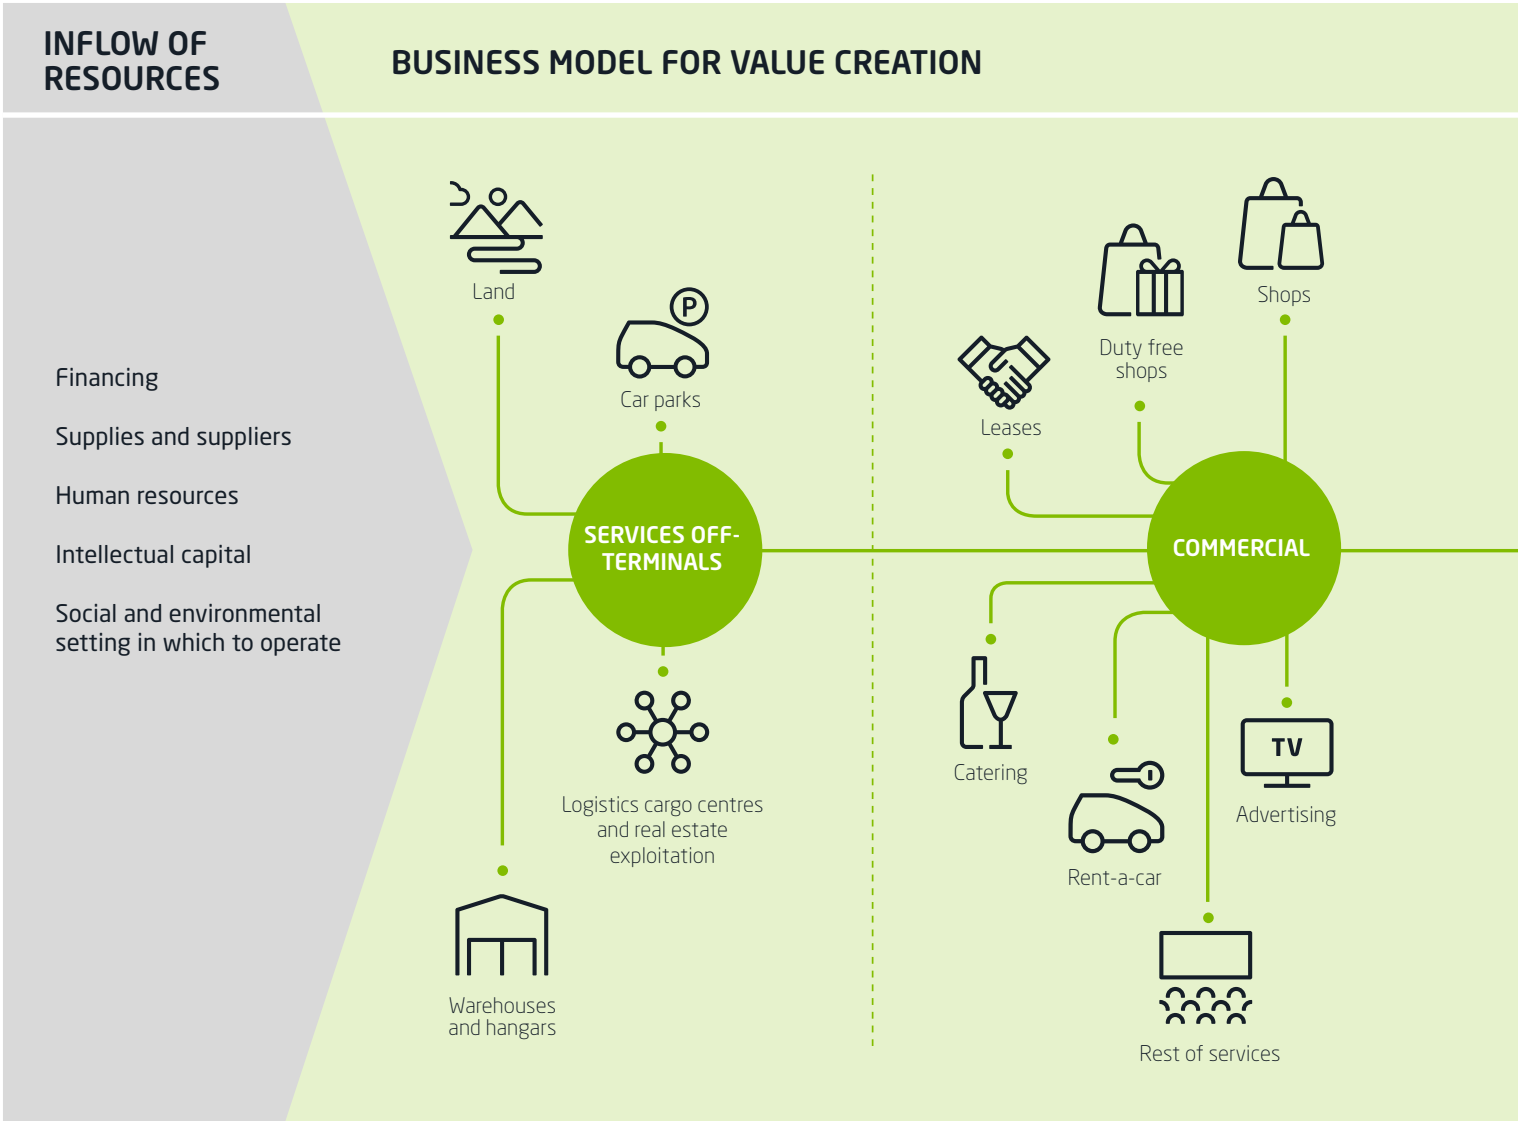 INFLOW OF
RESOURCES
BUSINESS MODEL FOR VALUE CREATION
Financing
Supplies and suppliers
Human resources
Intellectual capital
Social and environmental
setting in which to operate
Land
P
Car parks
SERVICES OFF-
TERMINALS
Logistics cargo centres
and real estate
exploitation
Warehouses
and hangars
Shops
Duty free
shops
Leases
COMMERCIAL
Catering
Rent-a-car
TV
Advertising
Rest of services